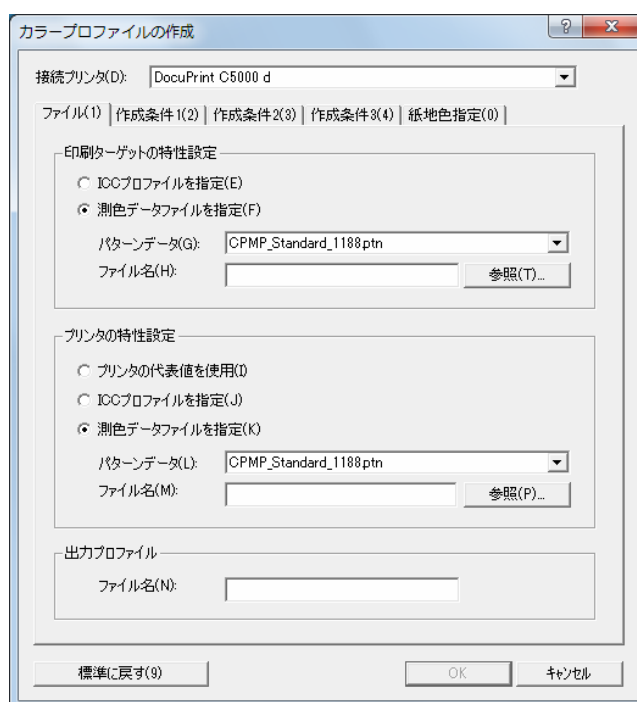 カラープロファイルの作成
接続プリンタ(D): DocuPrint C5000 d
ファイル(1) 作成条件1(2) 作成条件2(3) 作成条件3(4) 紙地色指定(0)
印刷ターゲットの特性設定
ICCプロファイルを指定(E)
測色データファイルを指定(F)
パターンデータ(G): CPMP_Standard_1188.ptn
ファイル名(H): 参照(T)...
プリンタの特性設定
プリンタの代表値を使用(I)
ICCプロファイルを指定(J)
測色データファイルを指定(K)
パターンデータ(L): CPMP_Standard_1188.ptn
ファイル名(M): 参照(P)...
出力プロファイル
ファイル名(N):
標準に戻す(9) OK キャンセル